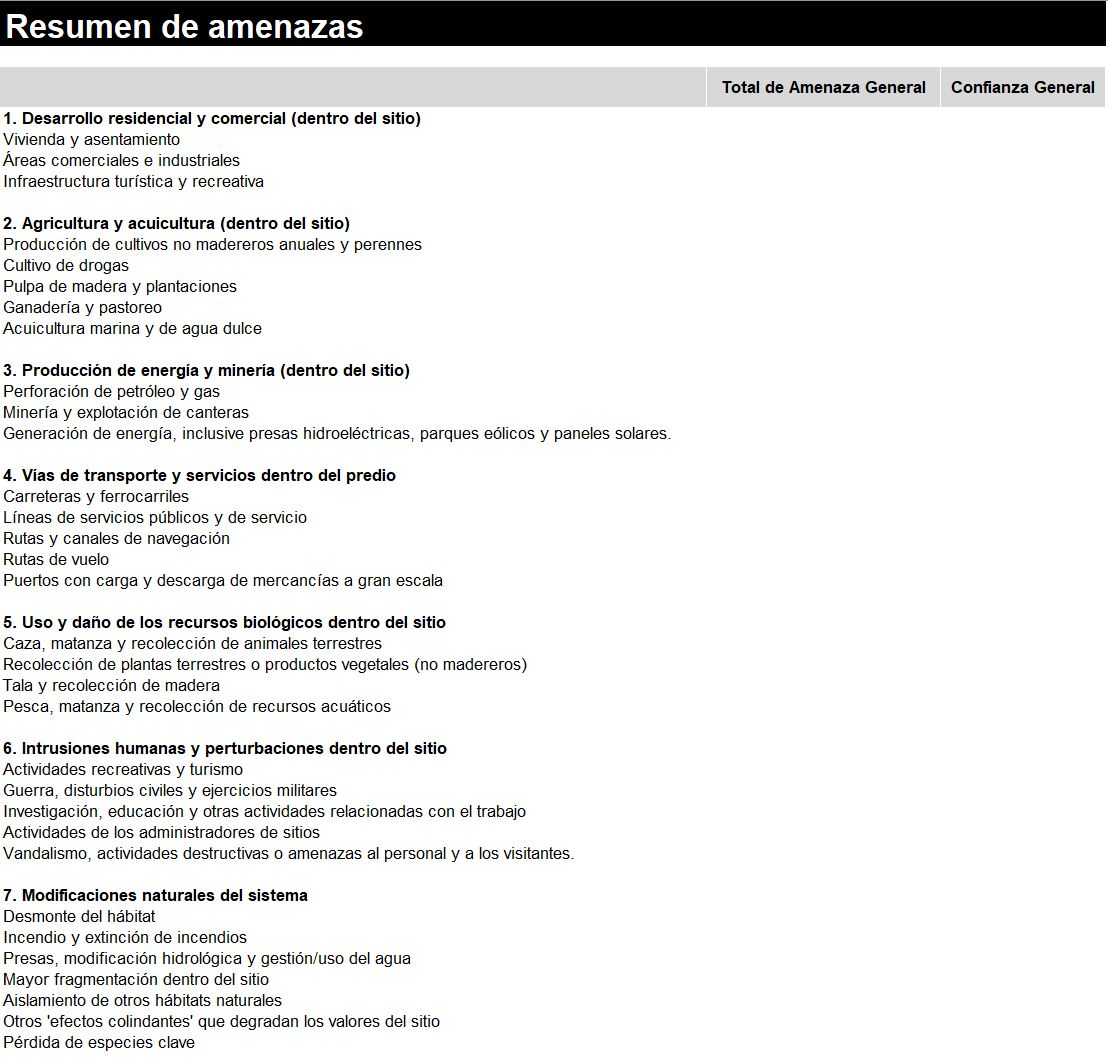 Resumen de amenazas
Total de Amenaza General Confianza General
1. Desarrollo residencial y comercial (dentro del sitio)
Vivienda y asentamiento
Áreas comerciales e industriales
Infraestructura turística y recreativa
2. Agricultura y acuicultura (dentro del sitio)
Producción de cultivos no madereros anuales y perennes
Cultivo de drogas
Pulpa de madera y plantaciones
Ganadería y pastoreo
Acuicultura marina y de agua dulce
3. Producción de energía y minería (dentro del sitio)
Perforación de petróleo y gas
Minería y explotación de canteras
Generación de energía, inclusive presas hidroeléctricas, parques eólicos y paneles solares.
4. Vías de transporte y servicios dentro del predio
Carreteras y ferrocarriles
Líneas de servicios públicos y de servicio
Rutas y canales de navegación
Rutas de vuelo
Puertos con carga y descarga de mercancías a gran escala
5. Uso y daño de los recursos biológicos dentro del sitio
Caza, matanza y recolección de animales terrestres
Recolección de plantas terrestres o productos vegetales (no madereros)
Tala y recolección de madera
Pesca, matanza y recolección de recursos acuáticos
6. Intrusiones humanas y perturbaciones dentro del sitio
Actividades recreativas y turismo
Guerra, disturbios civiles y ejercicios militares
Investigación, educación y otras actividades relacionadas con el trabajo
Actividades de los administradores de sitios
Vandalismo, actividades destructivas o amenazas al personal y a los visitantes.
7. Modificaciones naturales del sistema
Desmonte del hábitat
Incendio y extinción de incendios
Presas, modificación hidrológica y gestión/uso del agua
Mayor fragmentación dentro del sitio
Aislamiento de otros hábitats naturales
Otros 'efectos colindantes' que degradan los valores del sitio
Pérdida de especies clave